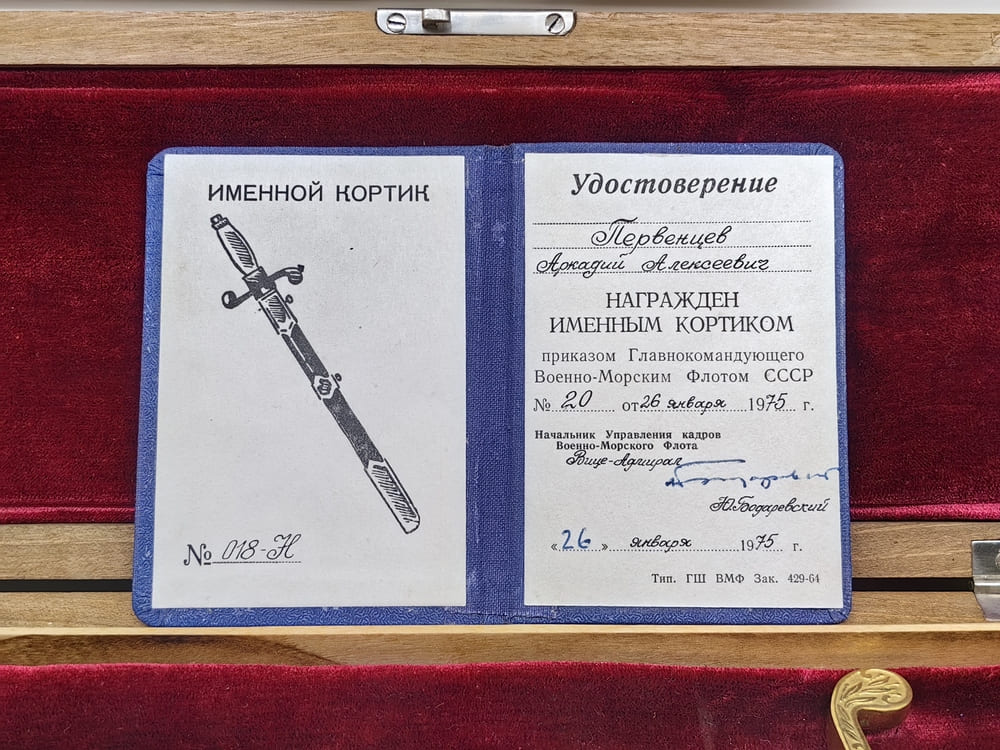 ИМЕННОЙ КОРТИК
№ 018-Н
Удостоверение
Первенцев
Аркадий Алексеевич
НАГРАЖДЕН
ИМЕННЫМ КОРТИКОМ
приказом Главнокомандующего
Военно-Морским Флотом СССР
№ 20 от 26 января 1975 г.
Начальник Управления кадров
Военно-Морского Флота
Вице-Адмирал
Ю.Бодаревский
«26» января 1975 г.
Тип. ГШ ВМФ Зак. 429-64